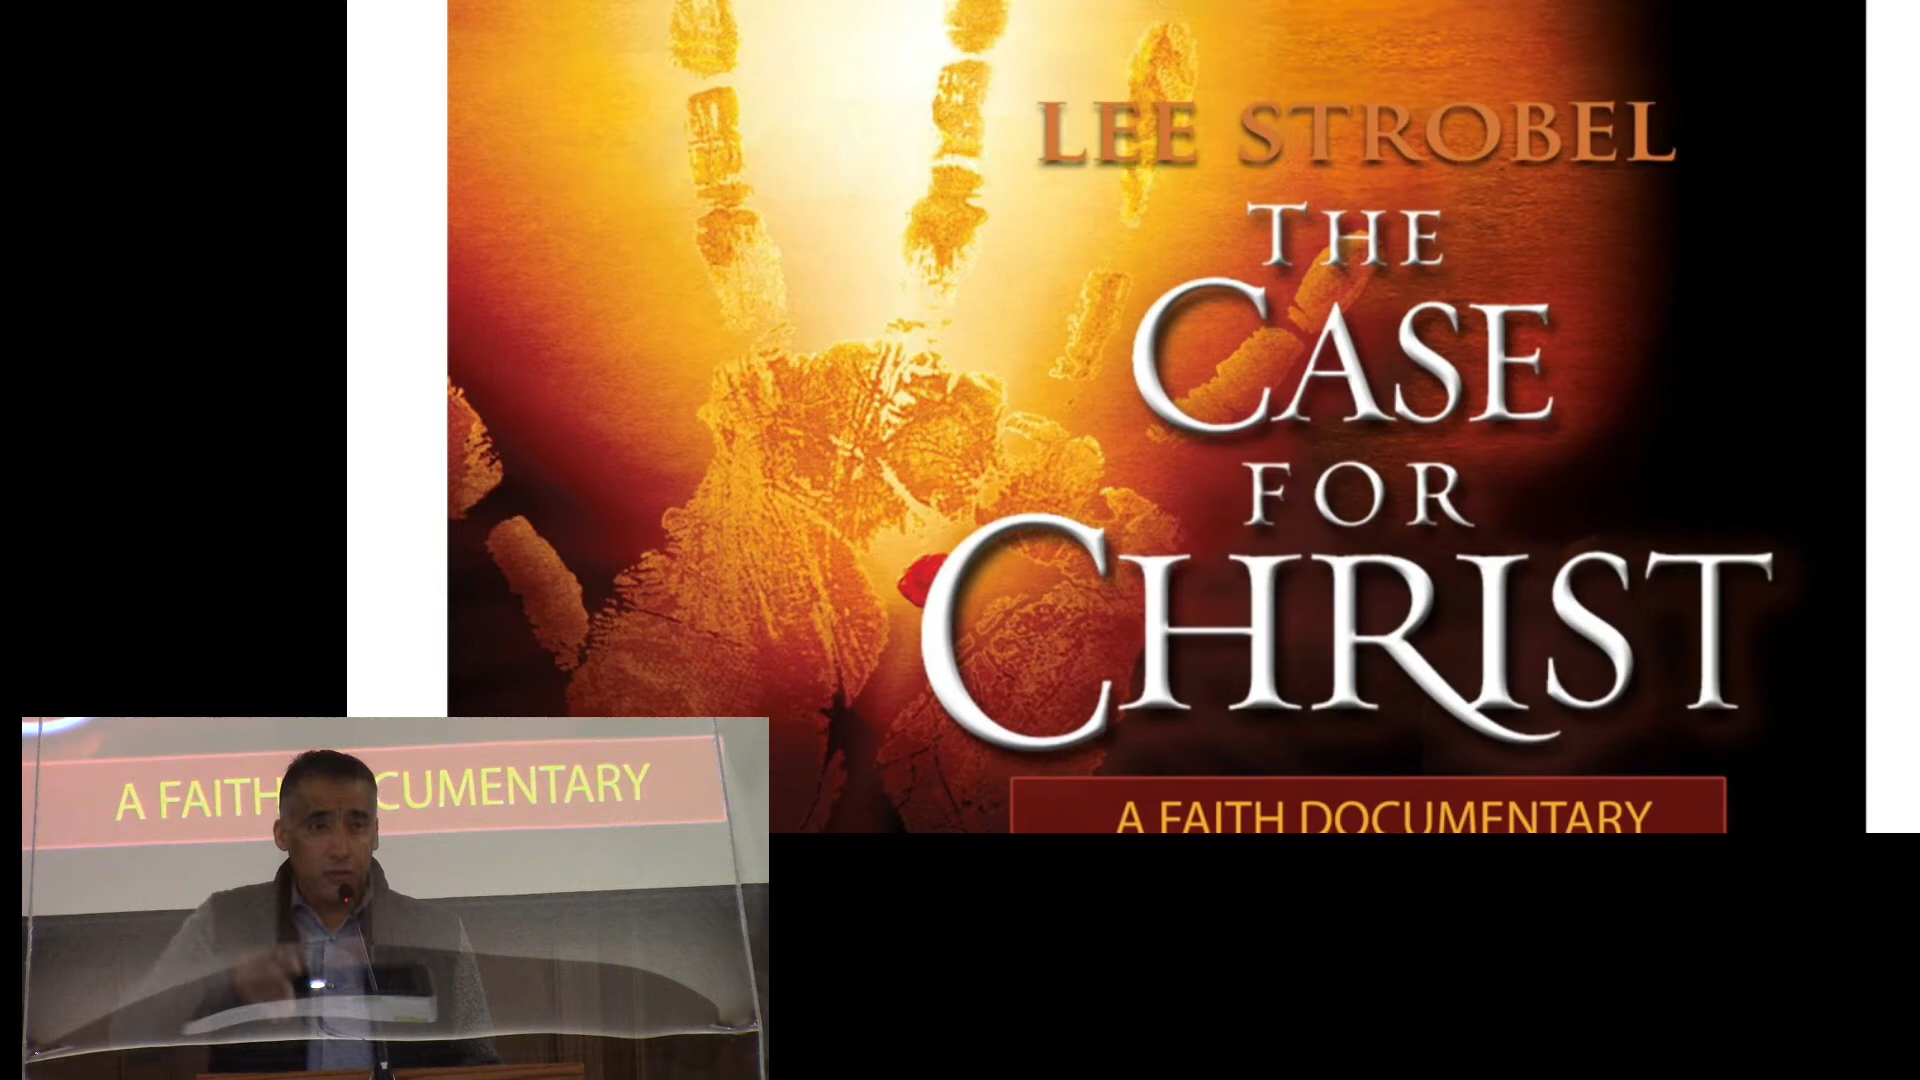 LEE STROBEL
THE
CASE
FOR
CHRIST
A FAITH DOCUMENTARY
A FAITH CUMENTARY